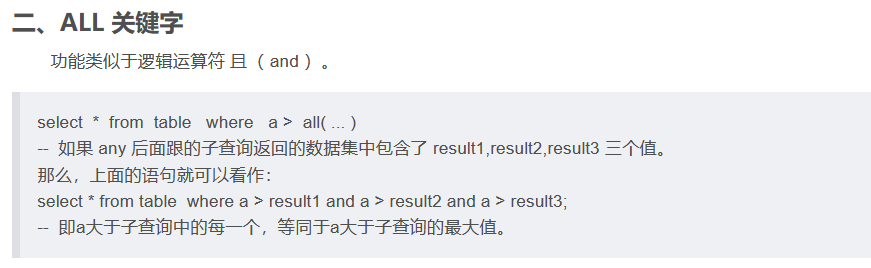 二、ALL 关键字
功能类似于逻辑运算符 且 （ and ） 。
select * from table where a > all( ... )
-- 如果 any 后面跟的子查询返回的数据集中包含了 result1,result2,result3 三个值。
那么，上面的语句就可以看作：
select * from table where a > result1 and a > result2 and a > result3;
-- 即a大于子查询中的每一个，等同于a大于子查询的最大值。